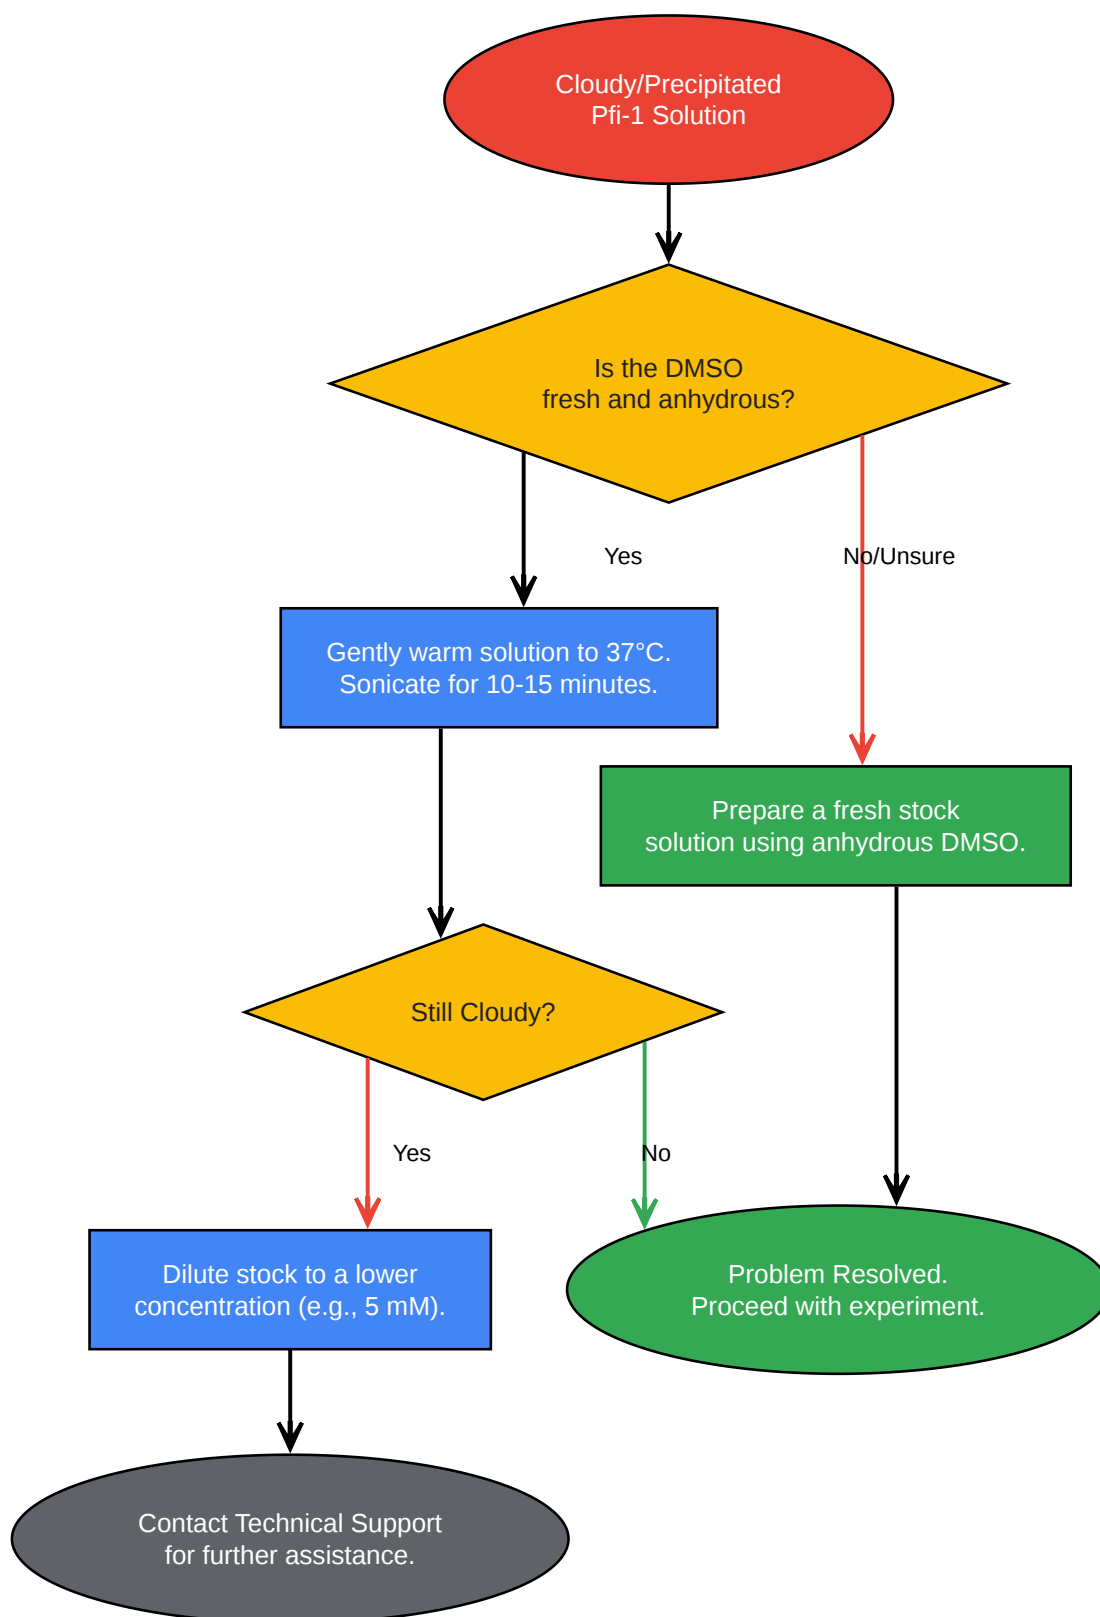 Cloudy/Precipitated
Pfi-1 Solution
Is the DMSO
fresh and anhydrous?
Yes
No/Unsure
Gently warm solution to 37°C.
Sonicate for 10-15 minutes.
Prepare a fresh stock
solution using anhydrous DMSO.
Still Cloudy?
Yes
No
Dilute stock to a lower
concentration (e.g., 5 mM).
Problem Resolved.
Proceed with experiment.
Contact Technical Support
for further assistance.